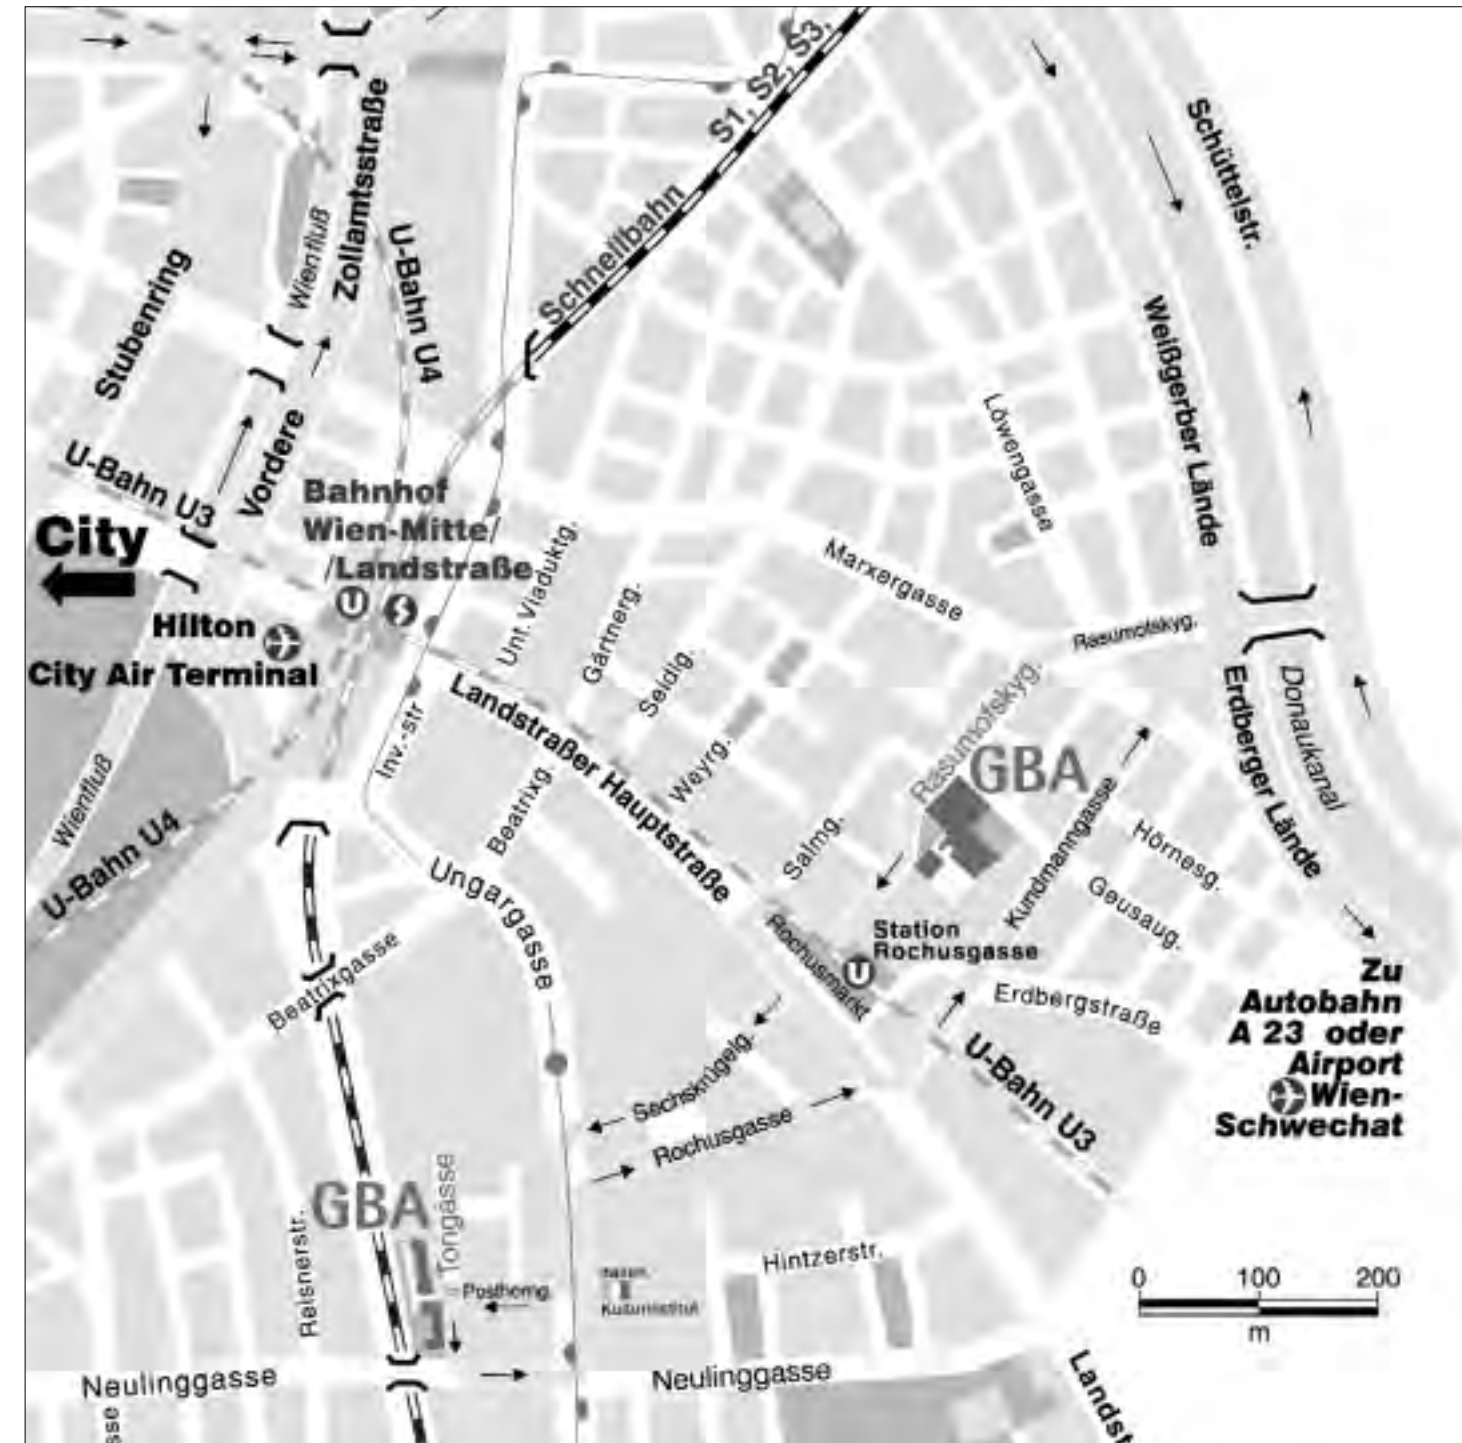 S1, S2, S3,
Schüttelstr.
Zollamtsstraße
Wienfluß
U-Bahn U4
Schnellbahn
Stubenring
Weißgerber Lände
Löwengasse
Vordere
U-Bahn U3
City
Bahnhof
Wien-Mitte/
/Landstraße
Unt. Viaduktg.
Marxergasse
Gärtnerg.
Hilton
City Air Terminal
Seidlg.
Rasumofskyg.
Rasumofskyg.
Donaukanal
Erdberger Lände
Landstraßer Hauptstraße
Inv.-str
Weyrg.
GBA
Beatrixg.
Wienfluß
U-Bahn U4
Salmg.
Kundmanngasse
Hörnesg.
Geusaug.
Ungargasse
Station
Rochusgasse
Rochusmarkt
Beatrixgasse
Erdbergstraße
Zu
Autobahn
A 23 oder
Airport
Wien-
Schwechat
U-Bahn U3
Sechskrügelg.
Rochusgasse
GBA
Tongasse
Reisnerstr.
Posthorng.
Italien.
Kulturinstitut
Hintzerstr.
0 100 200
m
Neulinggasse
Neulinggasse
Landst
sse